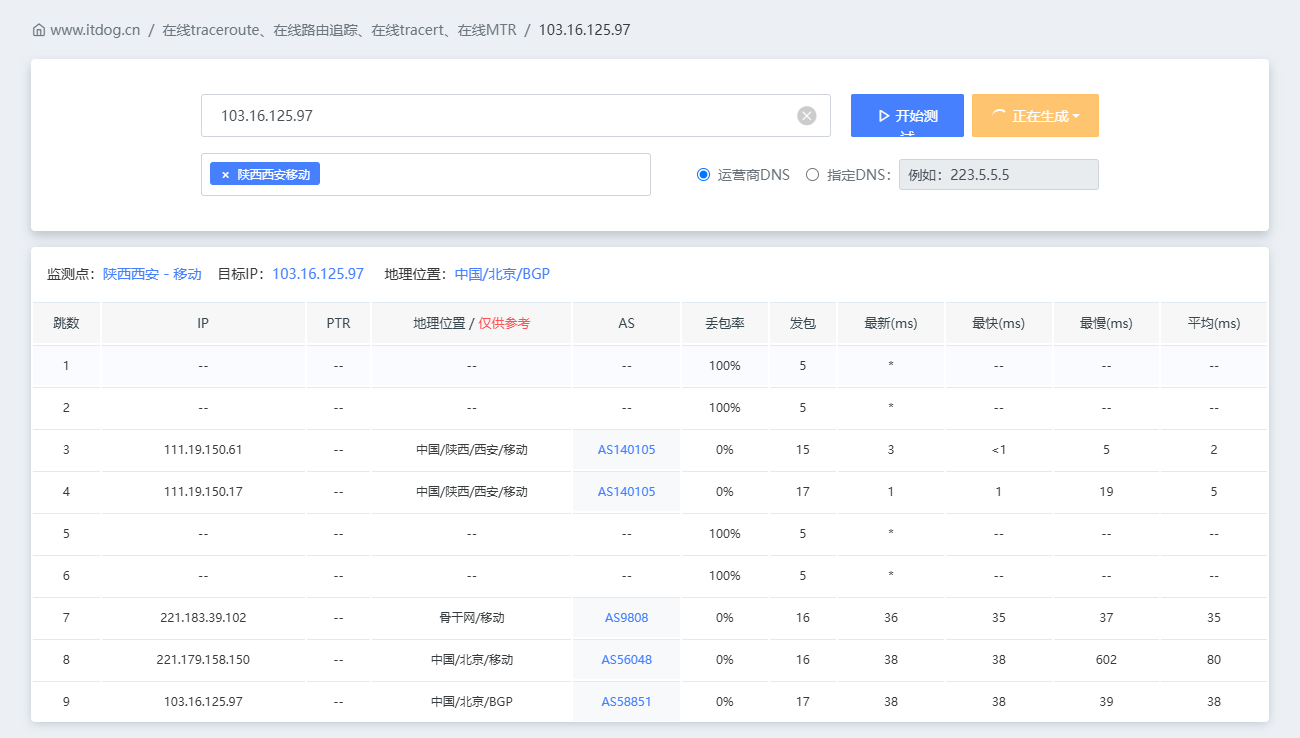 www.itdog.cn / 在线traceroute、在线路由追踪、在线tracert、在线MTR / 103.16.125.97
103.16.125.97 开始测试 正在生成
× 陕西西安移动 运营商DNS 指定DNS: 例如：223.5.5.5
监测点：陕西西安 - 移动 目标IP：103.16.125.97 地理位置：中国/北京/BGP
跳数 IP PTR 地理位置 / 仅供参考 AS 丢包率 发包 最新(ms) 最快(ms) 最慢(ms) 平均(ms)
1 -- -- -- -- 100% 5 * -- -- --
2 -- -- -- -- 100% 5 * -- -- --
3 111.19.150.61 -- 中国/陕西/西安/移动 AS140105 0% 15 3 <1 5 2
4 111.19.150.17 -- 中国/陕西/西安/移动 AS140105 0% 17 1 1 19 5
5 -- -- -- -- 100% 5 * -- -- --
6 -- -- -- -- 100% 5 * -- -- --
7 221.183.39.102 -- 骨干网/移动 AS9808 0% 16 36 35 37 35
8 221.179.158.150 -- 中国/北京/移动 AS56048 0% 16 38 38 602 80
9 103.16.125.97 -- 中国/北京/BGP AS58851 0% 17 38 38 39 38